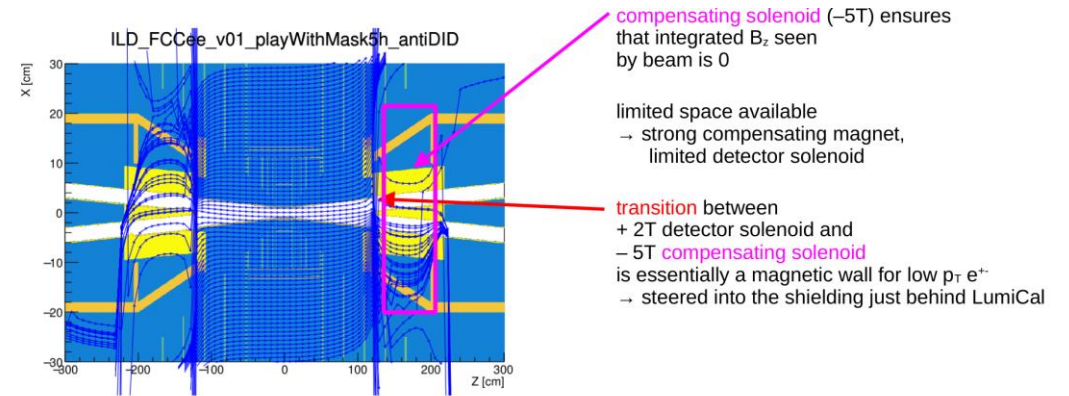 ILD_FCCee_v01_playWithMask5h_antiDID
X [cm]
30
20
10
0
−10
−20
−30
−300 −200 −100 0 100 200 300
Z [cm]
compensating solenoid (–5T) ensures
that integrated Bz seen
by beam is 0
limited space available
→ strong compensating magnet,
limited detector solenoid
transition between
+ 2T detector solenoid and
– 5T compensating solenoid
is essentially a magnetic wall for low pT e+-
→ steered into the shielding just behind LumiCal